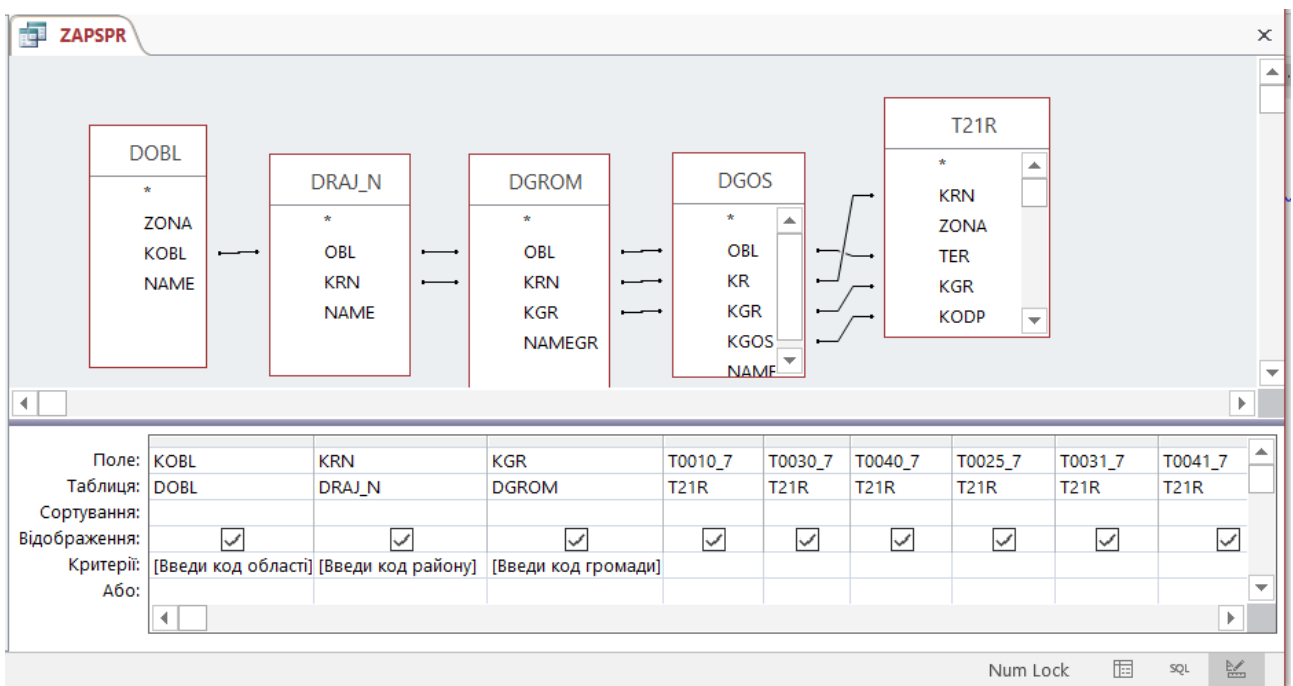 ZAPSPR
DOBL
*
ZONA
KOBL
NAME
DRAJ_N
*
OBL
KRN
NAME
DGROM
*
OBL
KRN
KGR
NAMEGR
DGOS
*
OBL
KR
KGR
KGOS
NAME
T21R
*
KRN
ZONA
TER
KGR
KODP
Поле: KOBL KRN KGR T0010_7 T0030_7 T0040_7 T0025_7 T0031_7 T0041_7
Таблиця: DOBL DRAJ_N DGROM T21R T21R T21R T21R T21R T21R
Сортування:
Відображення:
Критерії: [Введи код області] [Введи код району] [Введи код громади]
Або:
Num Lock SQL